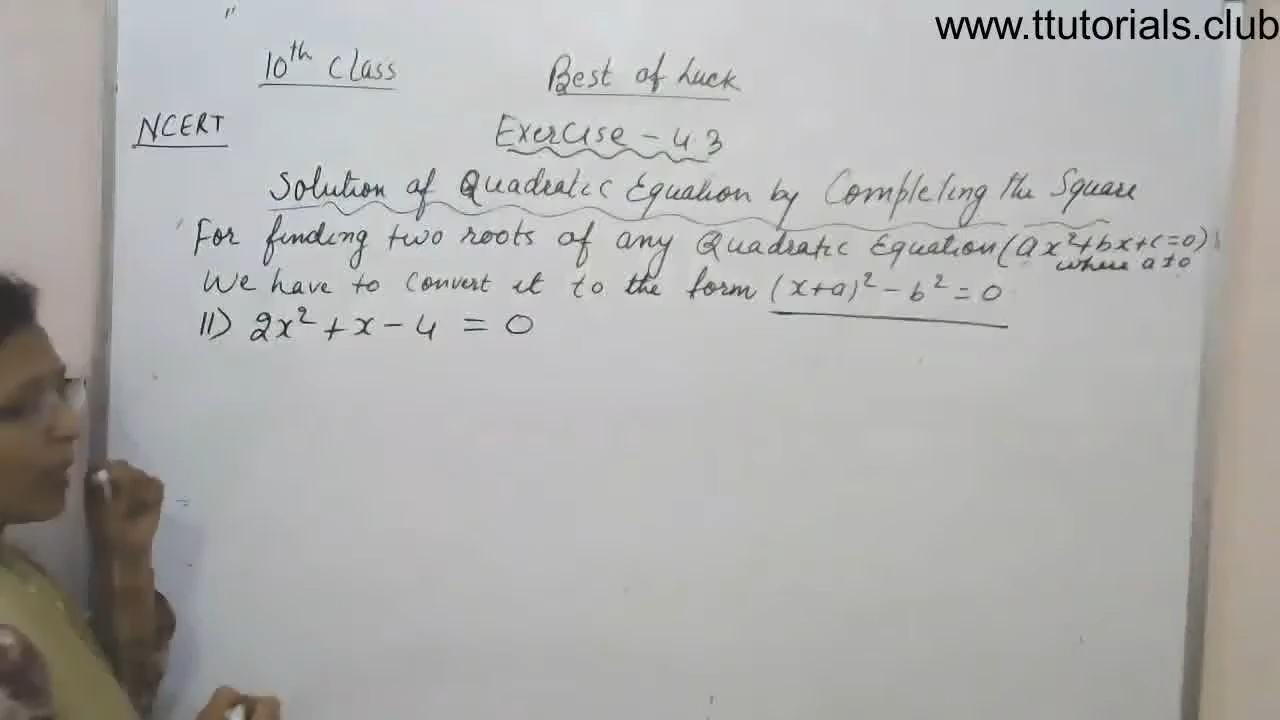 www.ttutorials.club
10th Class
Best of Luck
NCERT
Exercise - 4.3
Solution of Quadratic Equation by Completing the Square
For finding two roots of any Quadratic Equation (ax²+bx+c=0)
where a≠0
We have to convert it to the form (x+a)² - b² = 0
11) 2x² + x - 4 = 0